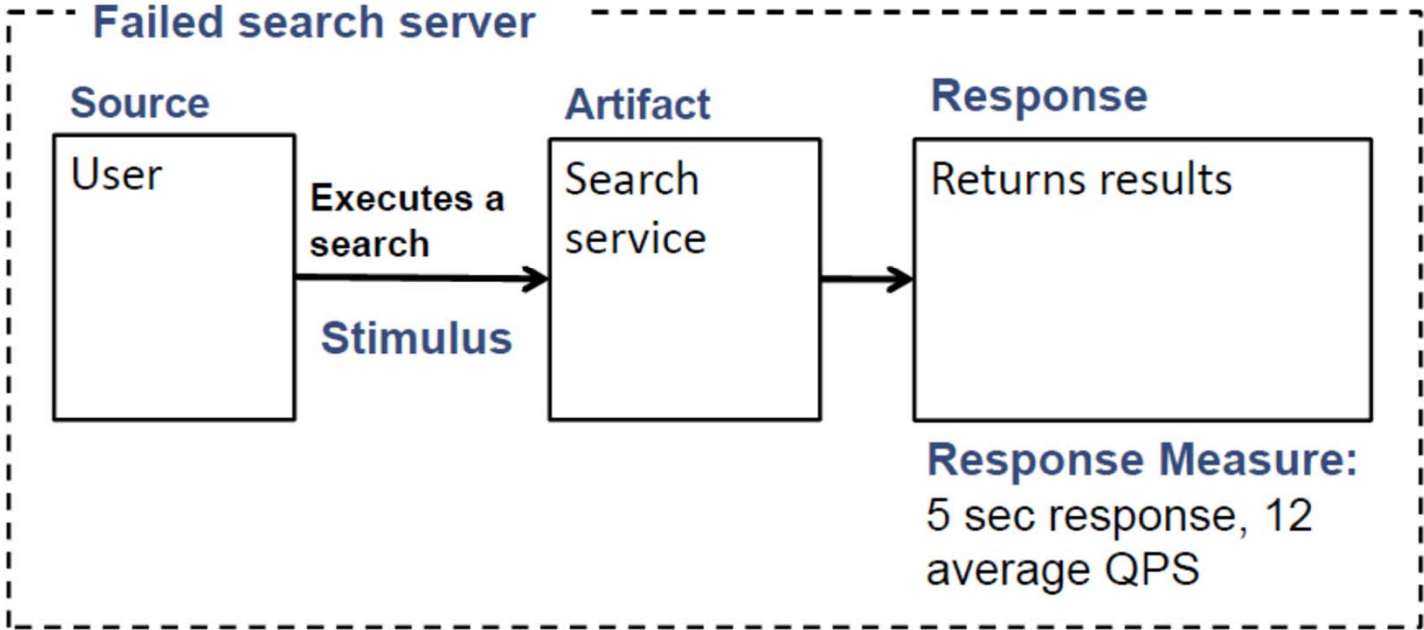 Failed search server
Source
User
Executes a
search
Stimulus
Artifact
Search
service
Response
Returns results
Response Measure:
5 sec response, 12
average QPS